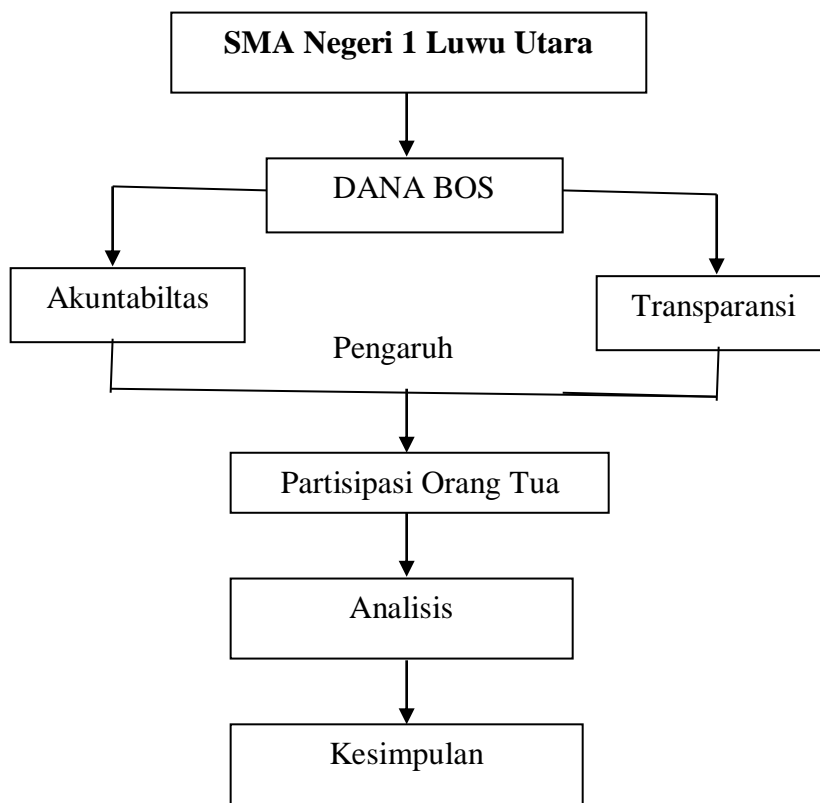 SMA Negeri 1 Luwu Utara
DANA BOS
Akuntabiltas
Transparansi
Pengaruh
Partisipasi Orang Tua
Analisis
Kesimpulan